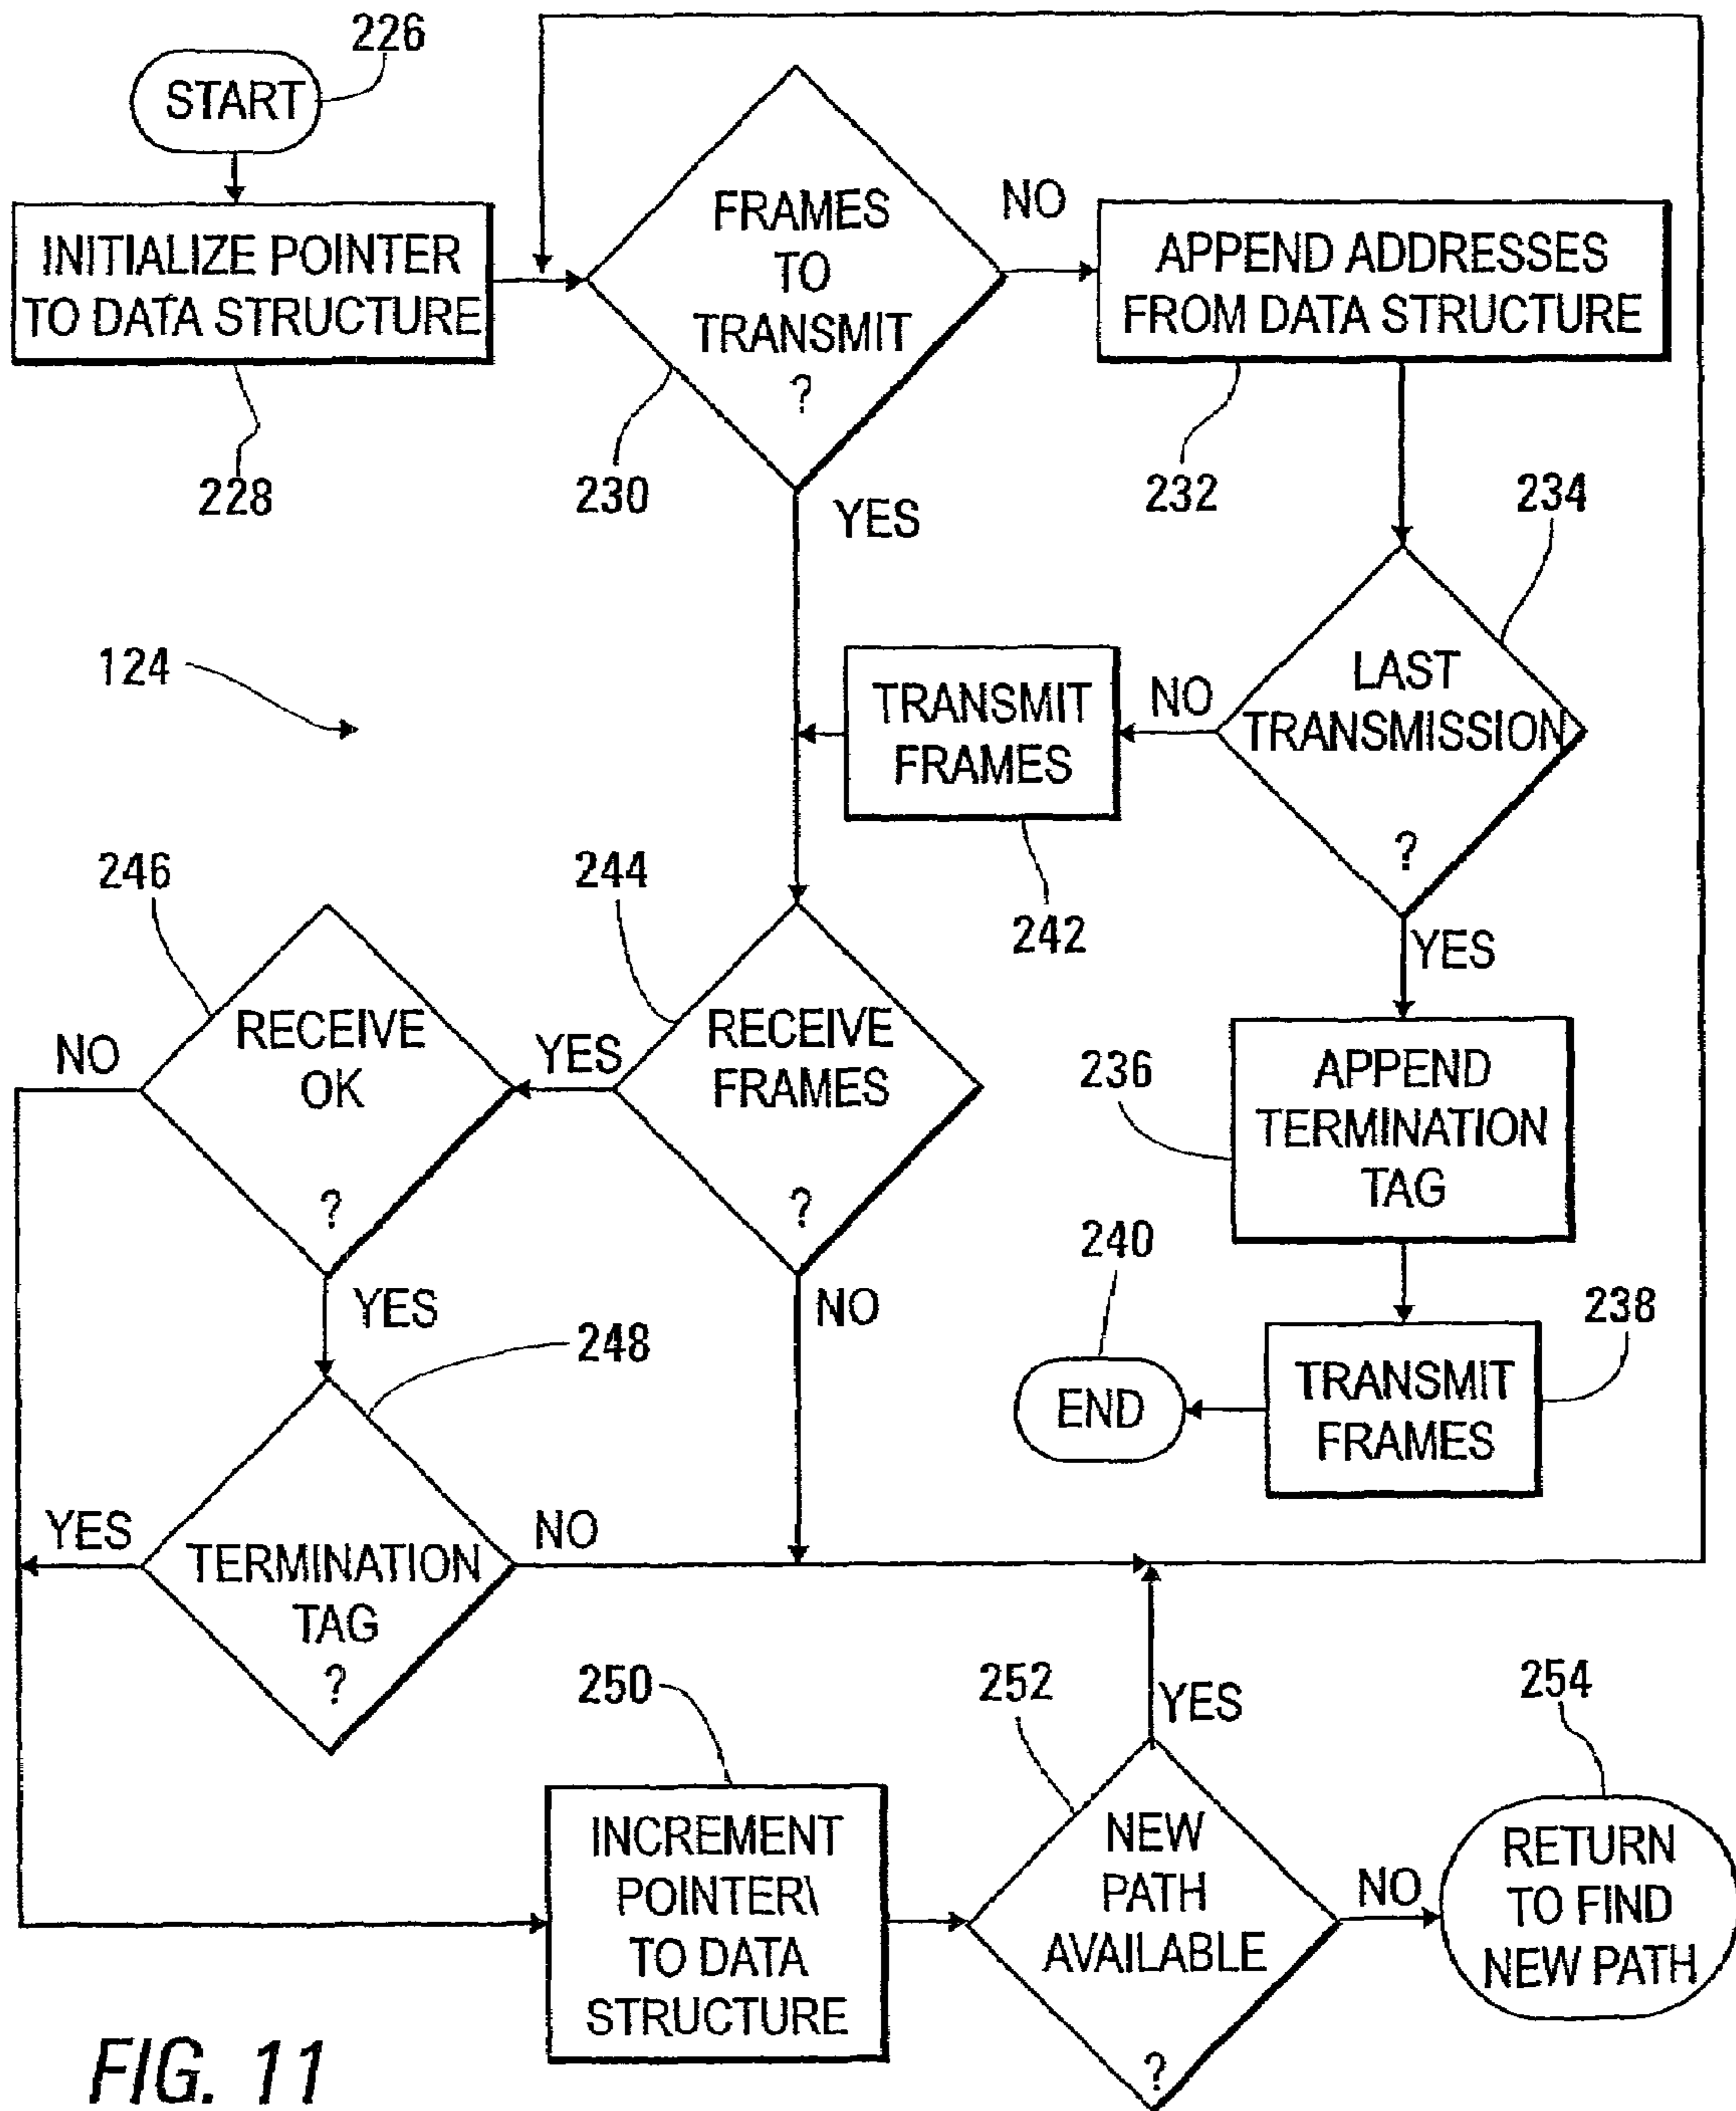 226
START
INITIALIZE POINTER
TO DATA STRUCTURE
228
FRAMES
TO
TRANSMIT
?
230
NO
YES
APPEND ADDRESSES
FROM DATA STRUCTURE
232
234
LAST
TRANSMISSION
?
NO
YES
TRANSMIT
FRAMES
242
124
246
RECEIVE
OK
?
NO
YES
244
RECEIVE
FRAMES
?
YES
NO
236
APPEND
TERMINATION
TAG
240
END
238
TRANSMIT
FRAMES
248
TERMINATION
TAG
?
YES
NO
250
INCREMENT
POINTER\
TO DATA
STRUCTURE
252
NEW
PATH
AVAILABLE
?
YES
NO
254
RETURN
TO FIND
NEW PATH
FIG. 11